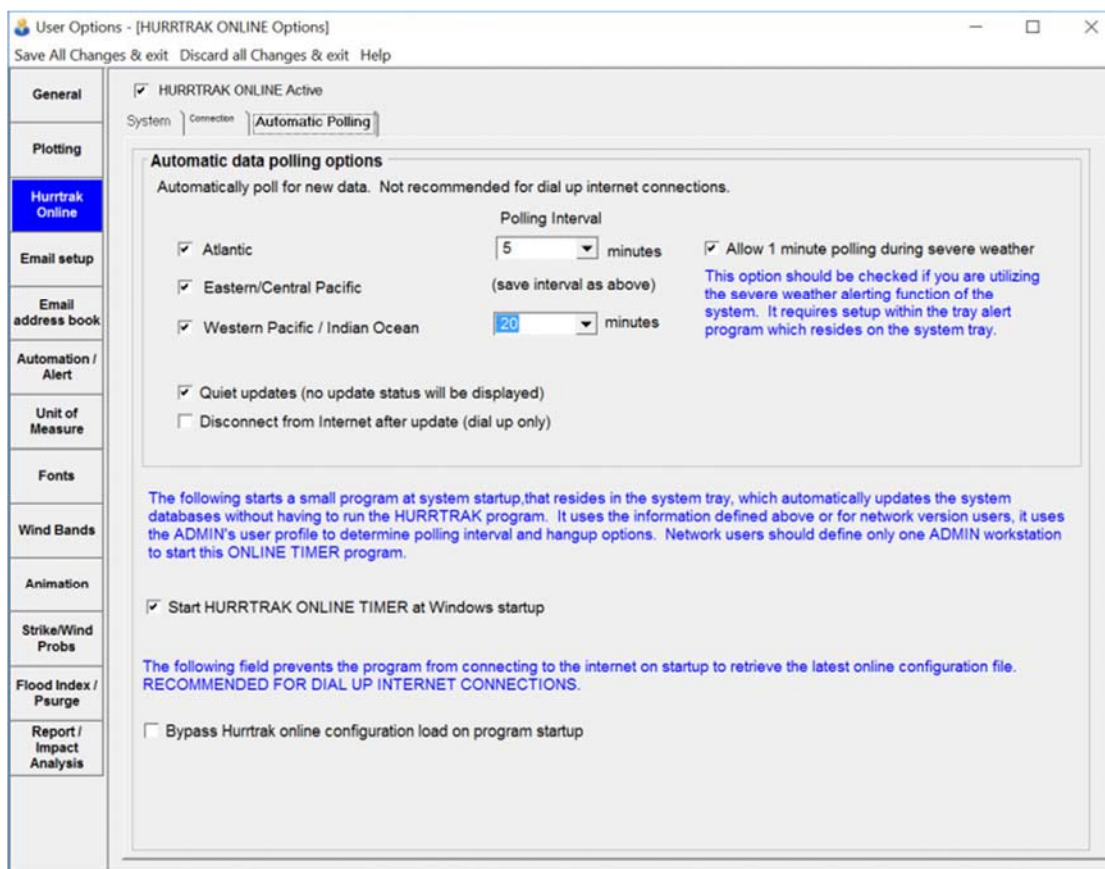 User Options - [HURRTRAK ONLINE Options]
Save All Changes & exit Discard all Changes & exit Help
General
Plotting
Hurrtrak
Online
Email setup
Email
address book
Automation /
Alert
Unit of
Measure
Fonts
Wind Bands
Animation
Strike/Wind
Probs
Flood Index /
Psurge
Report /
Impact
Analysis
HURRTRAK ONLINE Active
System Connection Automatic Polling
Automatic data polling options
Automatically poll for new data. Not recommended for dial up internet connections.
Polling Interval
Atlantic 5 minutes
Allow 1 minute polling during severe weather
Eastern/Central Pacific (save interval as above)
Western Pacific / Indian Ocean 20 minutes
This option should be checked if you are utilizing
the severe weather alerting function of the
system. It requires setup within the tray alert
program which resides on the system tray.
Quiet updates (no update status will be displayed)
Disconnect from Internet after update (dial up only)
The following starts a small program at system startup,that resides in the system tray, which automatically updates the system
databases without having to run the HURRTRAK program. It uses the information defined above or for network version users, it uses
the ADMIN's user profile to determine polling interval and hangup options. Network users should define only one ADMIN workstation
to start this ONLINE TIMER program.
Start HURRTRAK ONLINE TIMER at Windows startup
The following field prevents the program from connecting to the internet on startup to retrieve the latest online configuration file.
RECOMMENDED FOR DIAL UP INTERNET CONNECTIONS.
Bypass Hurrtrak online configuration load on program startup